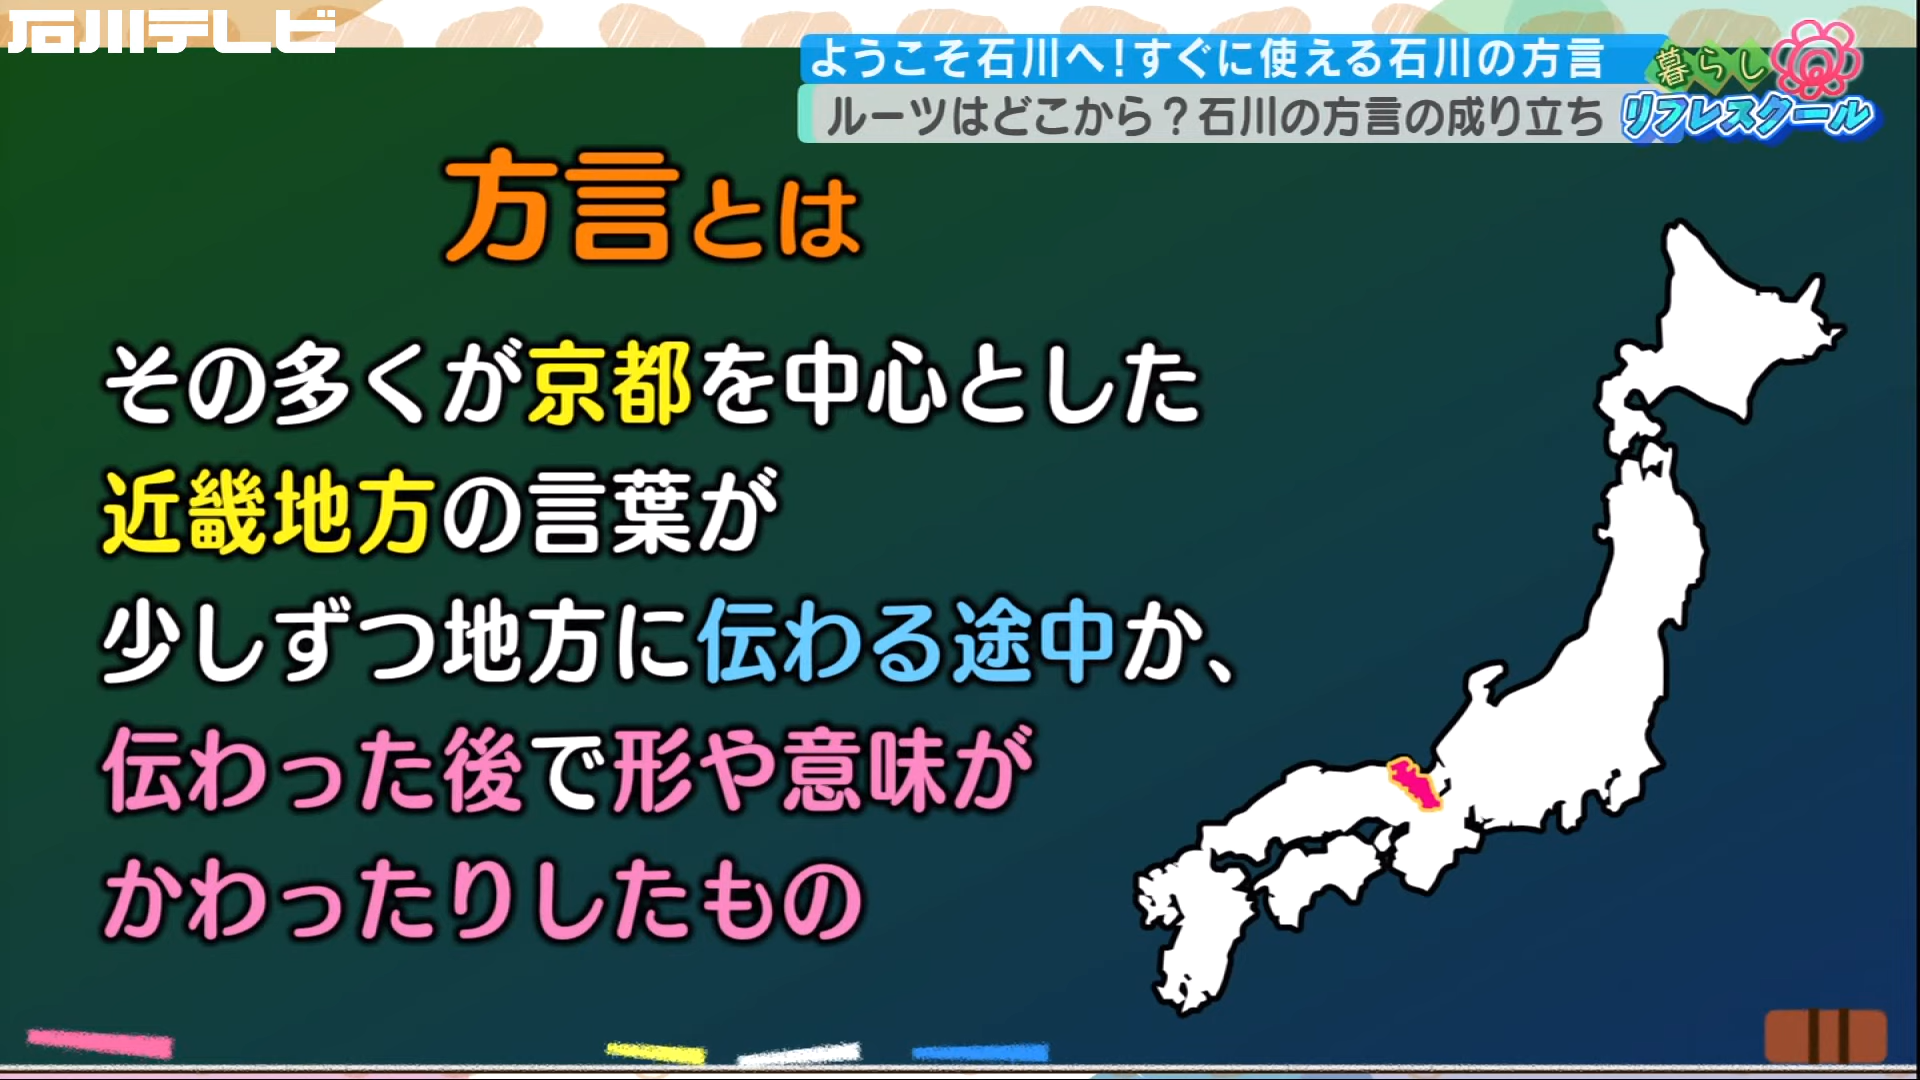 石川テレビ
ようこそ石川へ!すぐに使える石川の方言
ルーツはどこから?石川の方言の成り立ち
暮らし
リフレスクール
方言とは
その多くが京都を中心とした
近畿地方の言葉が
少しずつ地方に伝わる途中か、
伝わった後で形や意味が
かわったりしたもの